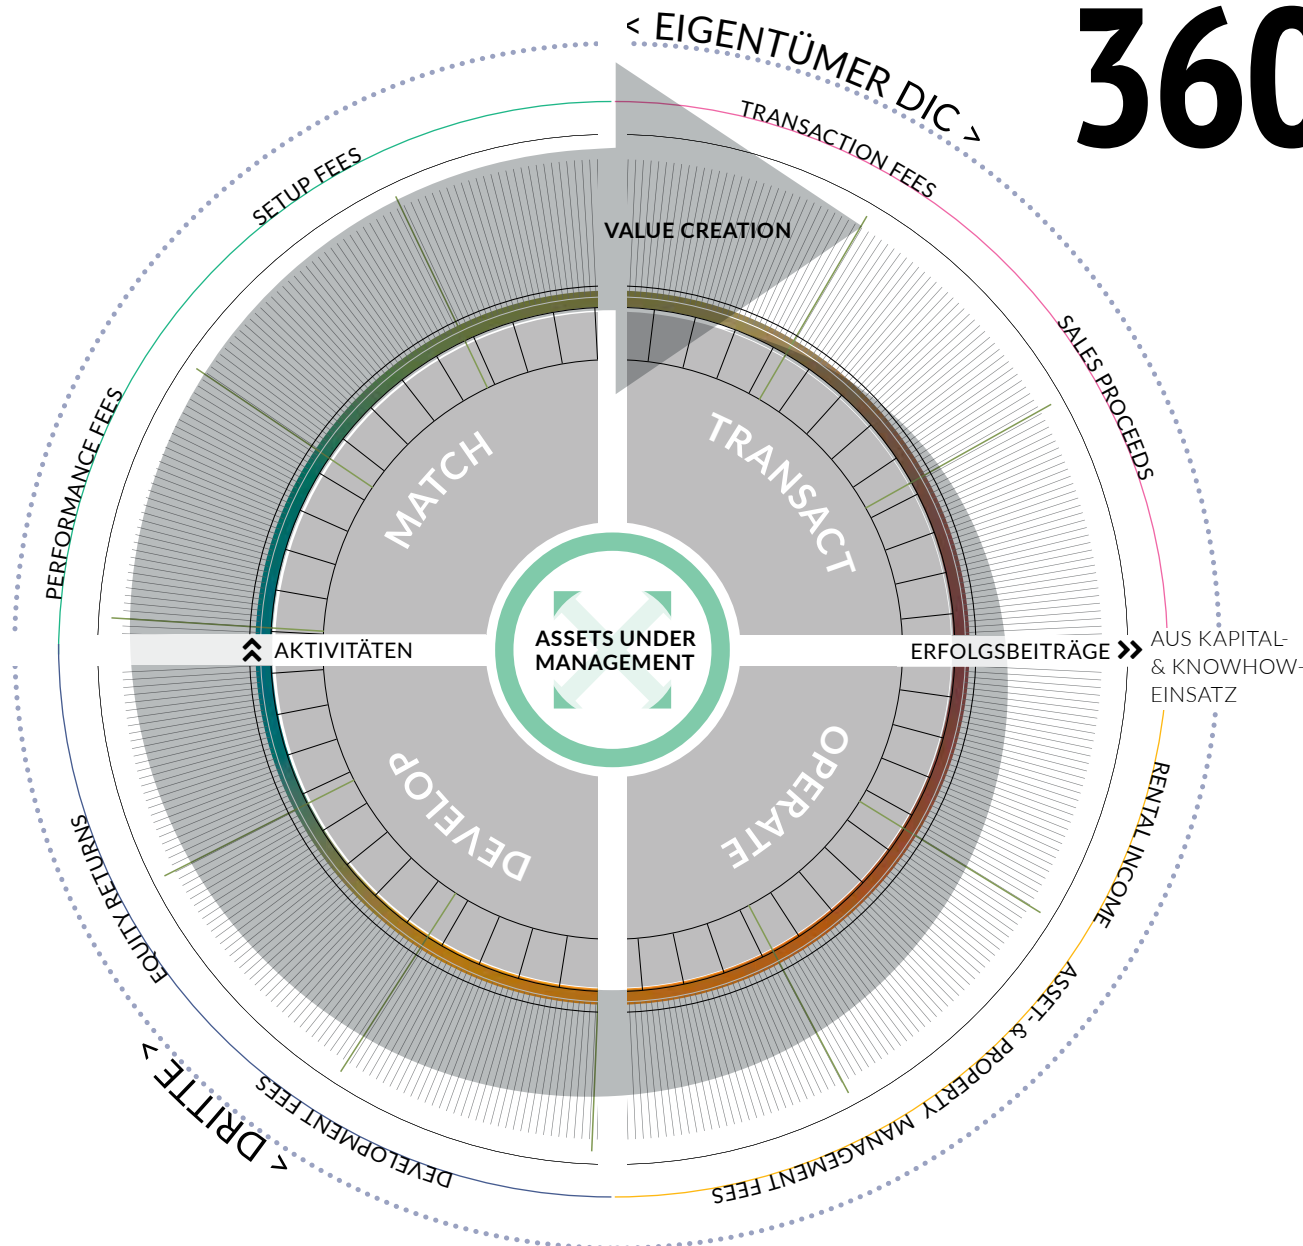 360
< EIGENTÜMER DIC >
TRANSACTION FEES
SETUP FEES
VALUE CREATION
SALES PROCEEDS
PERFORMANCE FEES
MATCH
TRANSACT
ASSETS UNDER
MANAGEMENT
AKTIVITÄTEN
ERFOLGSBEITRÄGE
AUS KAPITAL-
& KNOWHOW-
EINSATZ
DEVELOP
OPERATE
RENTAL INCOME
EQUITY RETURNS
ASSET- & PROPERTY MANAGEMENT FEES
DEVELOPMENT FEES
< DRITTE >